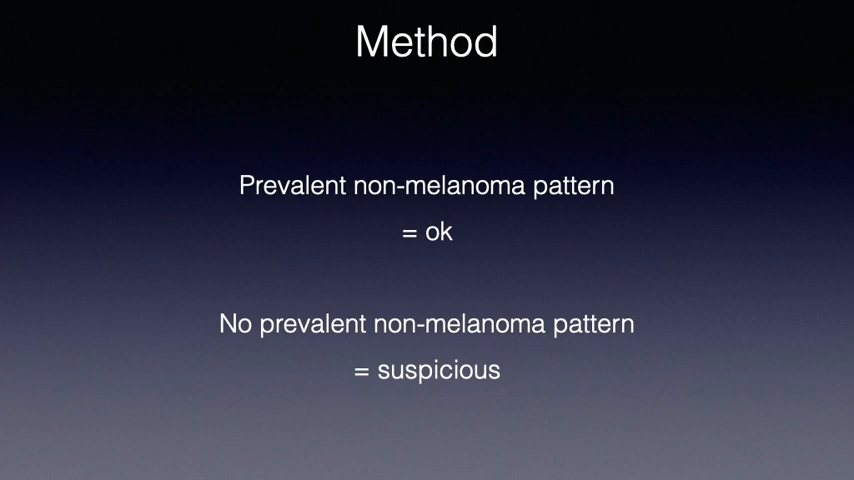 Method
Prevalent non-melanoma pattern
= ok
No prevalent non-melanoma pattern
= suspicious